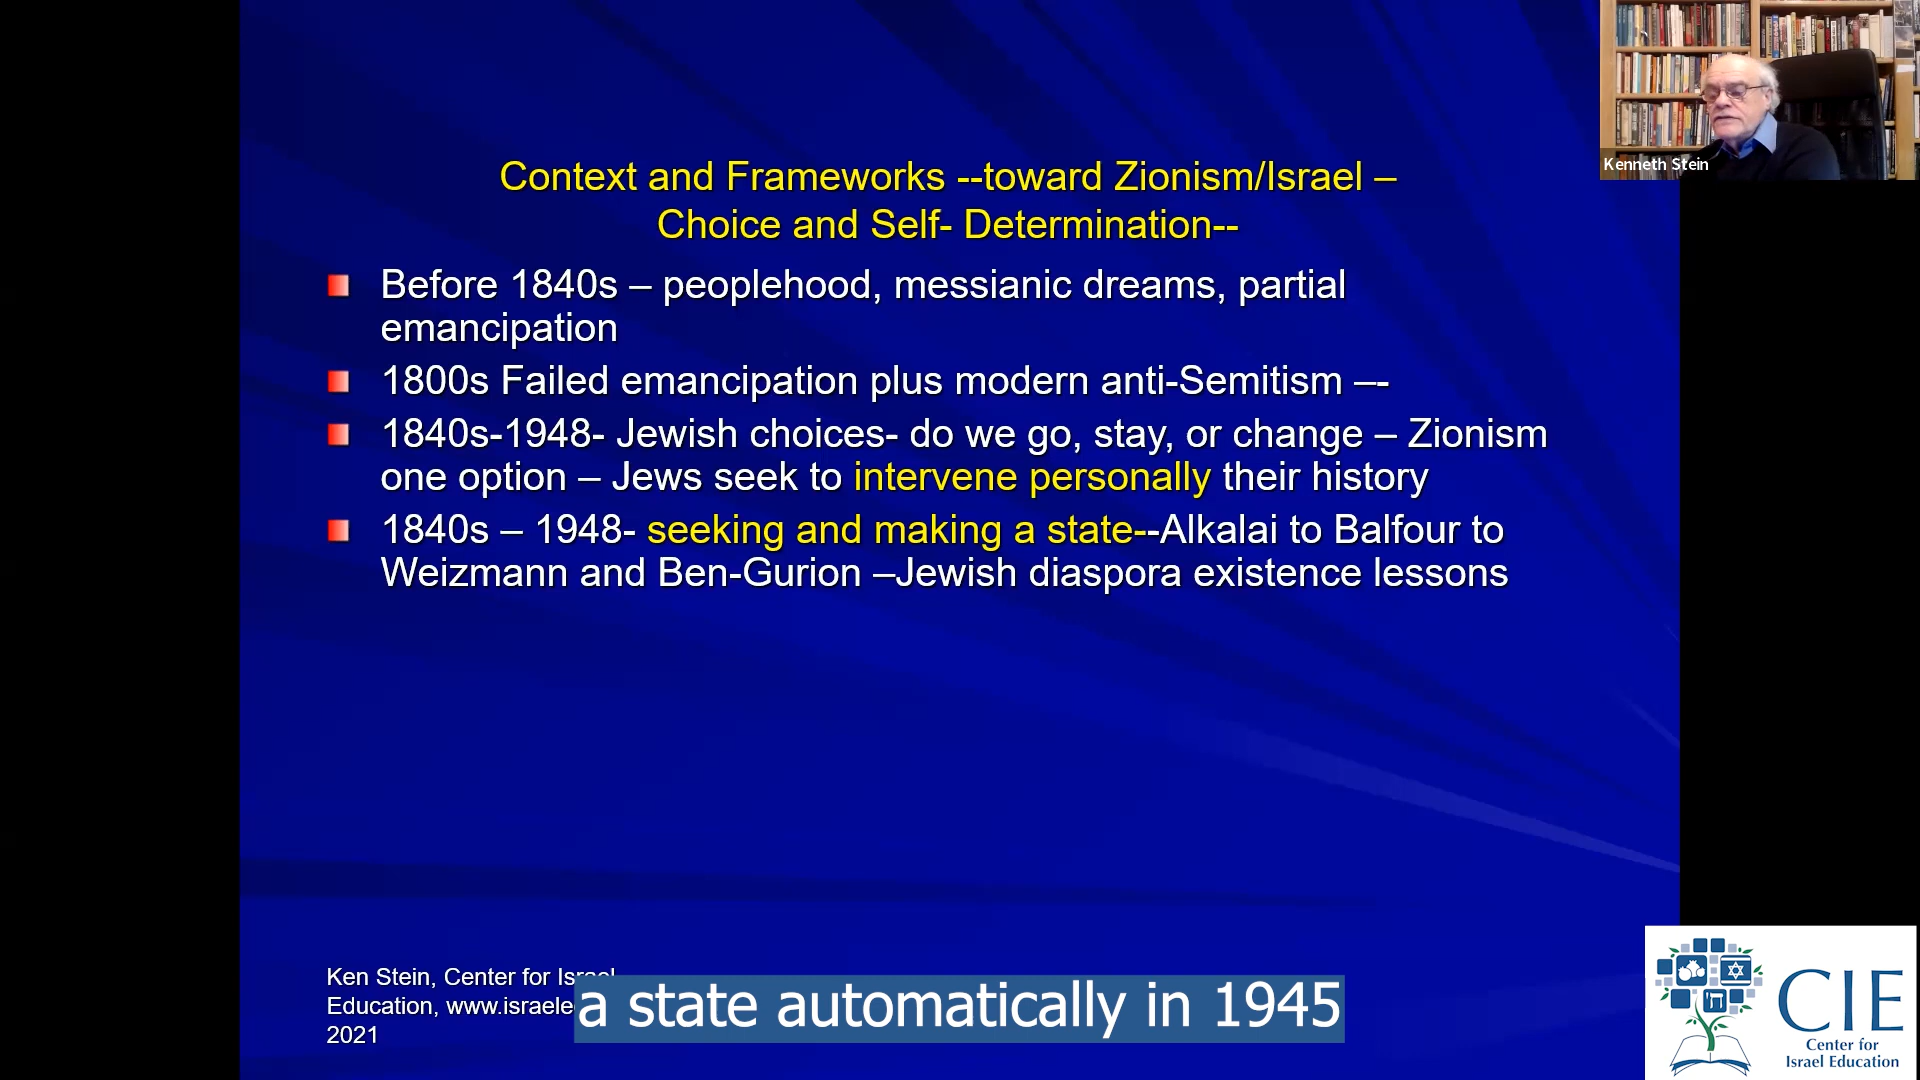 Context and Frameworks --toward Zionism/Israel –
Choice and Self- Determination--
Before 1840s – peoplehood, messianic dreams, partial
emancipation
1800s Failed emancipation plus modern anti-Semitism –-
1840s-1948- Jewish choices- do we go, stay, or change – Zionism
one option – Jews seek to intervene personally their history
1840s – 1948- seeking and making a state--Alkalai to Balfour to
Weizmann and Ben-Gurion –Jewish diaspora existence lessons
Kenneth Stein
Ken Stein, Center for Israel
Education, www.israele
2021
a state automatically in 1945
CIE
Center for
Israel Education